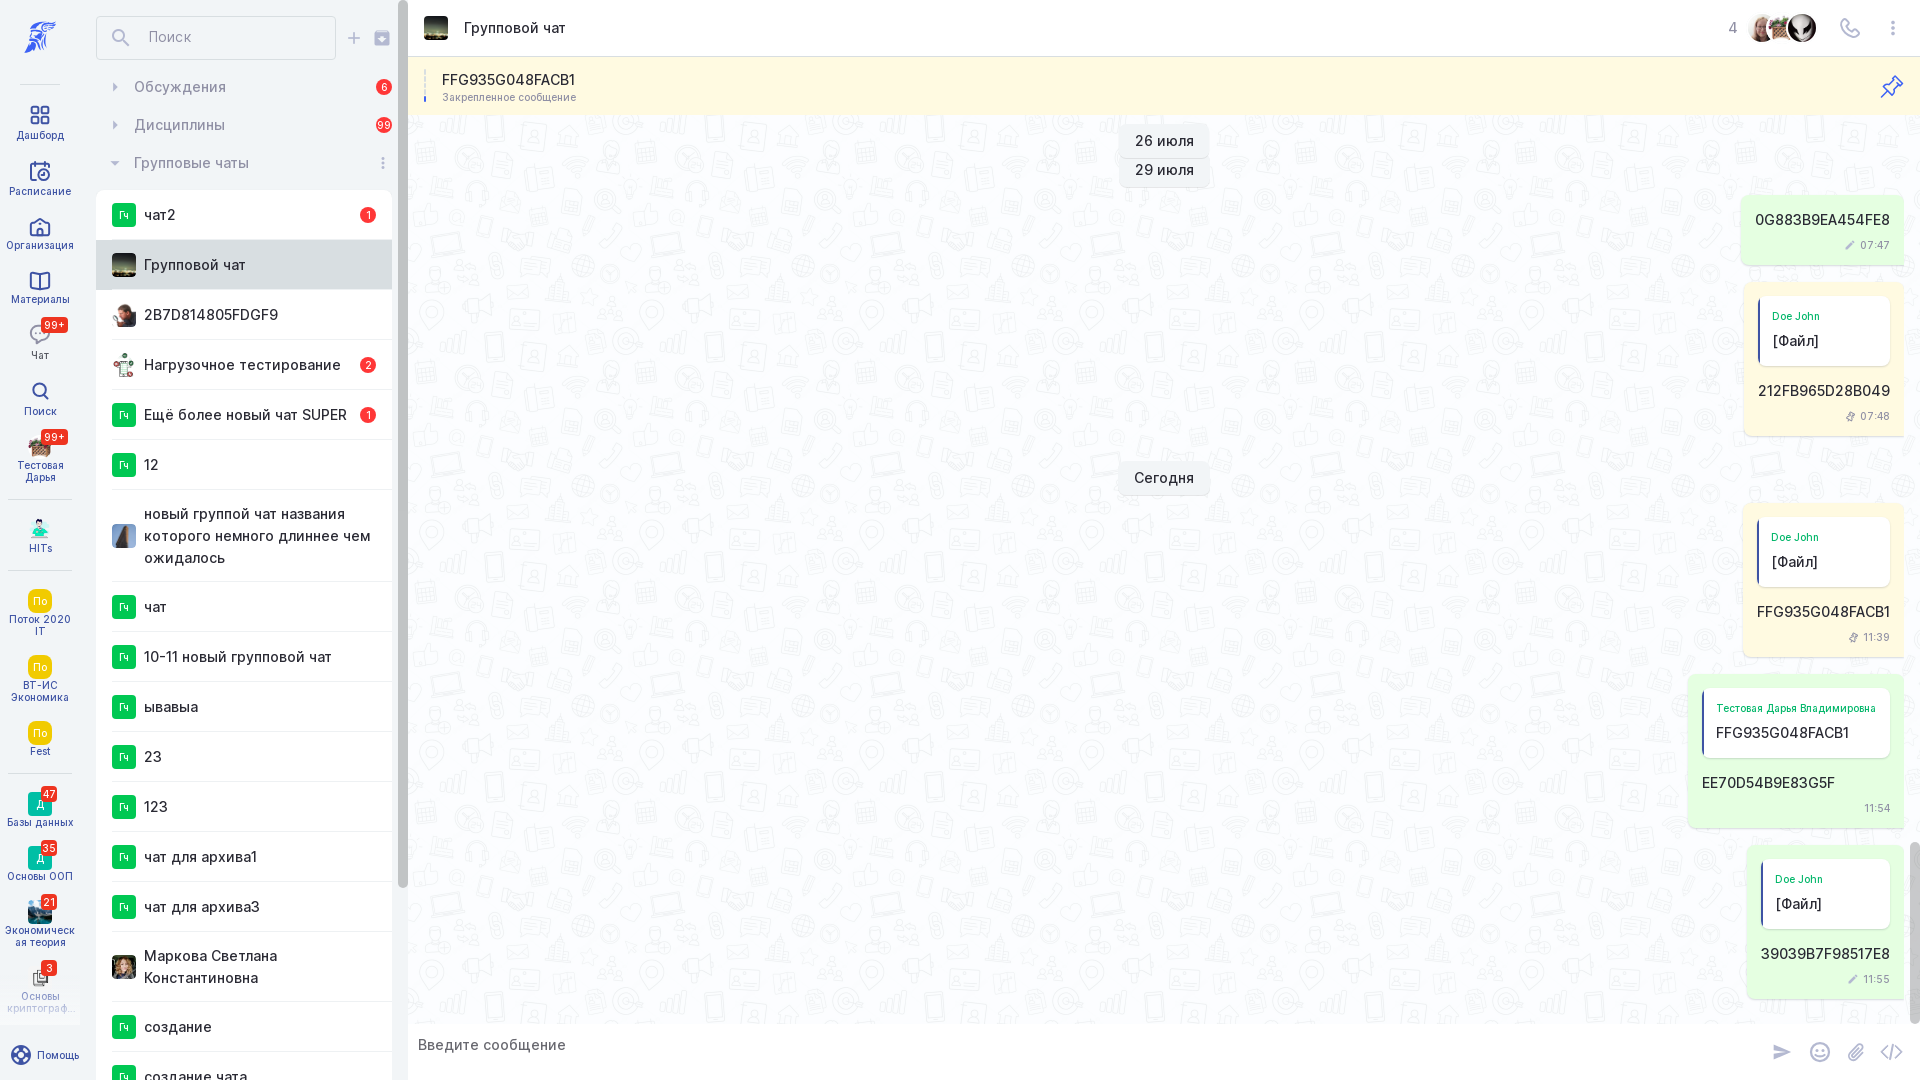 Дашборд
Расписание
Организация
Материалы
99+
Чат
Поиск
99+
Тестовая
Дарья
HITs
По
Поток 2020
IT
По
ВТ-ИС
Экономика
По
Fest
47
Д
Базы данных
35
Д
Основы ООП
21
Экономическ
ая теория
3
Основы
криптограф...
Помощь
Поиск
Обсуждения
6
Дисциплины
99
Групповые чаты
Гч
чат2
1
Групповой чат
2B7D814805FDGF9
Нагрузочное тестирование
2
Гч
Ещё более новый чат SUPER
1
Гч
12
новый группой чат названия
которого немного длиннее чем
ожидалось
Гч
чат
Гч
10-11 новый групповой чат
Гч
ывавыа
Гч
23
Гч
123
Гч
чат для архива1
Гч
чат для архива3
Маркова Светлана
Константиновна
Гч
создание
Гч
создание чата
Групповой чат
4
FFG935G048FACB1
Закрепленное сообщение
26 июля
29 июля
0G883B9EA454FE8
07:47
Doe John
[Файл]
212FB965D28B049
07:48
Сегодня
Doe John
[Файл]
FFG935G048FACB1
11:39
Тестовая Дарья Владимировна
FFG935G048FACB1
EE70D54B9E83G5F
11:54
Doe John
[Файл]
39039B7F98517E8
11:55
Введите сообщение